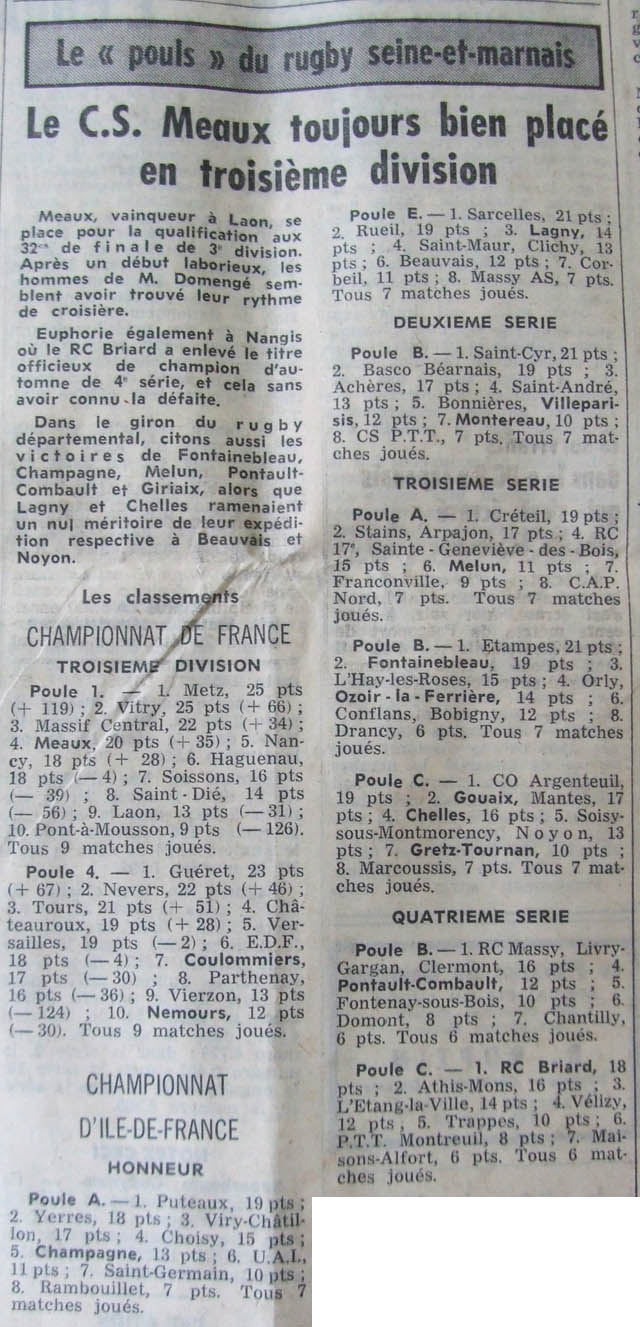 Le « pouls » du rugby seine-et-marnais
Le C.S. Meaux toujours bien placé
en troisième division
Meaux, vainqueur à Laon, se
place pour la qualification aux
32es de finale de 3e division.
Après un début laborieux, les
hommes de M. Domengé sem-
blent avoir trouvé leur rythme
de croisière.
Euphorie également à Nangis
où le RC Briard a enlevé le titre
officieux de champion d'au-
tomne de 4e série, et cela sans
avoir connu la défaite.
Dans le giron du rugby
départemental, citons aussi les
victoires de Fontainebleau,
Champagne, Melun, Pontault-
Combault et Giriaix, alors que
Lagny et Chelles ramenaient
un nul méritoire de leur expédi-
tion respective à Beauvais et
Noyon.
Les classements
CHAMPIONNAT DE FRANCE
TROISIEME DIVISION
Poule 1. — 1. Metz, 25 pts
(+ 119) ; 2. Vitry, 25 pts (+ 66) ;
3. Massif Central, 22 pts (+ 34) ;
4. Meaux, 20 pts (+ 35) ; 5. Nan-
cy, 18 pts (+ 28) ; 6. Haguenau,
18 pts (— 4) ; 7. Soissons, 16 pts
(— 39) ; 8. Saint-Dié, 14 pts
(— 56) ; 9. Laon, 13 pts (— 31) ;
10. Pont-à-Mousson, 9 pts (— 126).
Tous 9 matches joués.
Poule 4. — 1. Guéret, 23 pts
(+ 67) ; 2. Nevers, 22 pts (+ 46) ;
3. Tours, 21 pts (+ 51) ; 4. Châ-
teauroux, 19 pts (+ 28) ; 5. Ver-
sailles, 19 pts (— 2) ; 6. E.D.F.,
18 pts (— 4) ; 7. Coulommiers,
17 pts (— 30) ; 8. Parthenay,
16 pts (— 36) ; 9. Vierzon, 13 pts
(— 124) ; 10. Nemours, 12 pts
(— 30). Tous 9 matches joués.
CHAMPIONNAT
D'ILE-DE-FRANCE
HONNEUR
Poule A. — 1. Puteaux, 19 pts ;
2. Yerres, 18 pts ; 3. Viry-Châtil-
lon, 17 pts ; 4. Choisy, 15 pts ;
5. Champagne, 13 pts ; 6. U.A.I.,
11 pts ; 7. Saint-Germain, 10 pts ;
8. Rambouillet, 7 pts. Tous 7
matches joués.
Poule E. — 1. Sarcelles, 21 pts ;
2. Rueil, 19 pts ; 3. Lagny, 14
pts ; 4. Saint-Maur, Clichy, 13
pts ; 6. Beauvais, 12 pts ; 7. Cor-
beil, 11 pts ; 8. Massy AS, 7 pts.
Tous 7 matches joués.
DEUXIEME SERIE
Poule B. — 1. Saint-Cyr, 21 pts ;
2. Basco Béarnais, 19 pts ; 3.
Achères, 17 pts ; 4. Saint-André,
13 pts ; 5. Bonnières, Villepari-
sis, 12 pts ; 7. Montereau, 10 pts ;
8. CS P.T.T., 7 pts. Tous 7 mat-
ches joués.
TROISIEME SERIE
Poule A. — 1. Créteil, 19 pts ;
2. Stains, Arpajon, 17 pts ; 4. RC
17e, Sainte-Geneviève-des-Bois,
15 pts ; 6. Melun, 11 pts ; 7.
Franconville, 9 pts ; 8. C.A.P.
Nord, 7 pts. Tous 7 matches
joués.
Poule B. — 1. Etampes, 21 pts ;
2. Fontainebleau, 19 pts ; 3.
L'Hay-les-Roses, 15 pts ; 4. Orly,
Ozoir-la-Ferrière, 14 pts ; 6.
Conflans, Bobigny, 12 pts ; 8.
Drancy, 6 pts. Tous 7 matches
joués.
Poule C. — 1. CO Argenteuil,
19 pts ; 2. Gouaix, Mantes, 17
pts ; 4. Chelles, 16 pts ; 5. Soisy-
sous-Montmorency, Noyon, 13
pts ; 7. Gretz-Tournan, 10 pts ;
8. Marcoussis, 7 pts. Tous 7 mat-
ches joués.
QUATRIEME SERIE
Poule B. — 1. RC Massy, Livry-
Gargan, Clermont, 16 pts ; 4.
Pontault-Combault, 12 pts ; 5.
Fontenay-sous-Bois, 10 pts ; 6.
Domont, 8 pts ; 7. Chantilly,
6 pts. Tous 6 matches joués.
Poule C. — 1. RC Briard, 18
pts ; 2. Athis-Mons, 16 pts ; 3.
L'Etang-la-Ville, 14 pts ; 4. Vélizy,
12 pts ; 5. Trappes, 10 pts ; 6.
P.T.T. Montreuil, 8 pts ; 7. Mai-
sons-Alfort, 6 pts. Tous 6 mat-
ches joués.